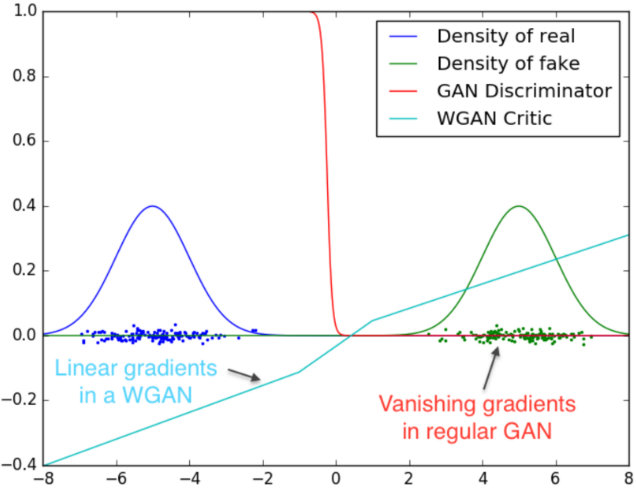 1.0
0.8
0.6
0.4
0.2
0.0
−0.2
−0.4
−8
−6
−4
−2
0
2
4
6
8
Density of real
Density of fake
GAN Discriminator
WGAN Critic
Linear gradients
in a WGAN
Vanishing gradients
in regular GAN